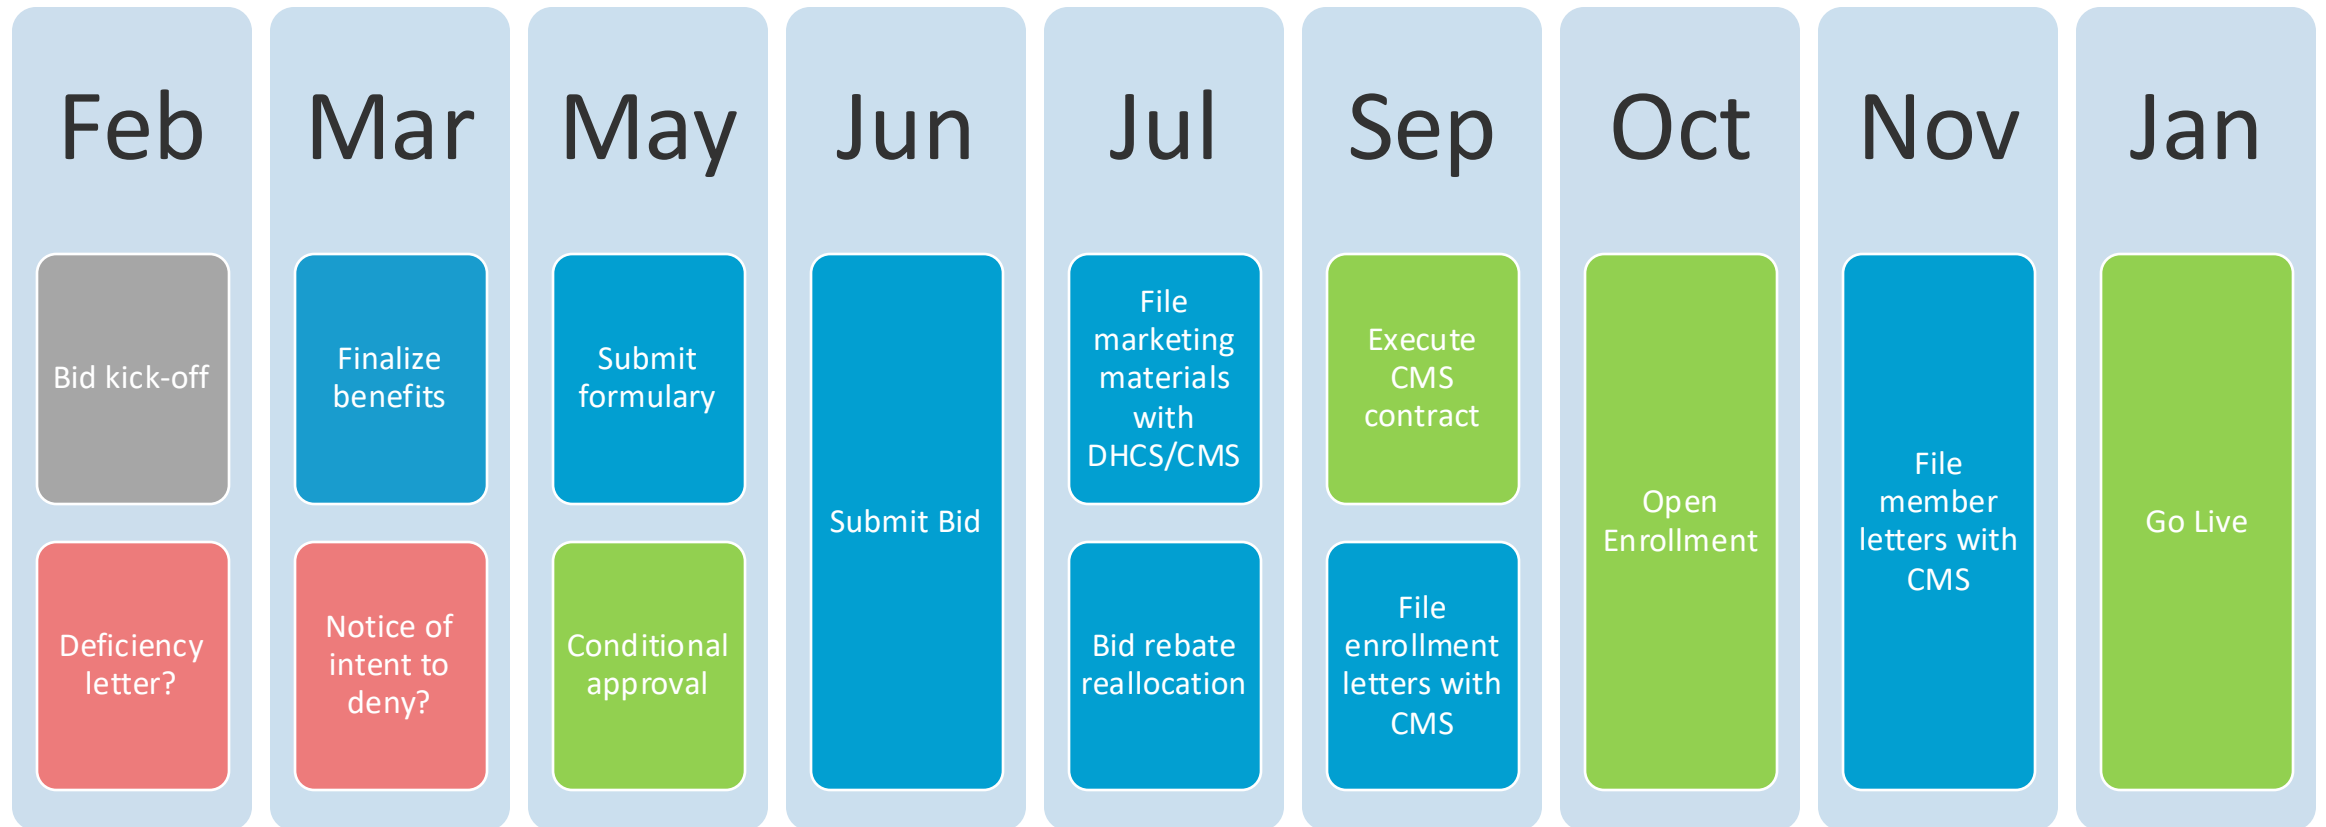 Feb
Mar
May
Jun
Jul
Sep
Oct
Nov
Jan
Bid kick-off
Deficiency
letter?
Finalize
benefits
Notice of
intent to
deny?
Submit
formulary
Conditional
approval
Submit Bid
File
marketing
materials
with
DHCS/CMS
Bid rebate
reallocation
Execute
CMS
contract
File
enrollment
letters with
CMS
Open
Enrollment
File
member
letters with
CMS
Go Live